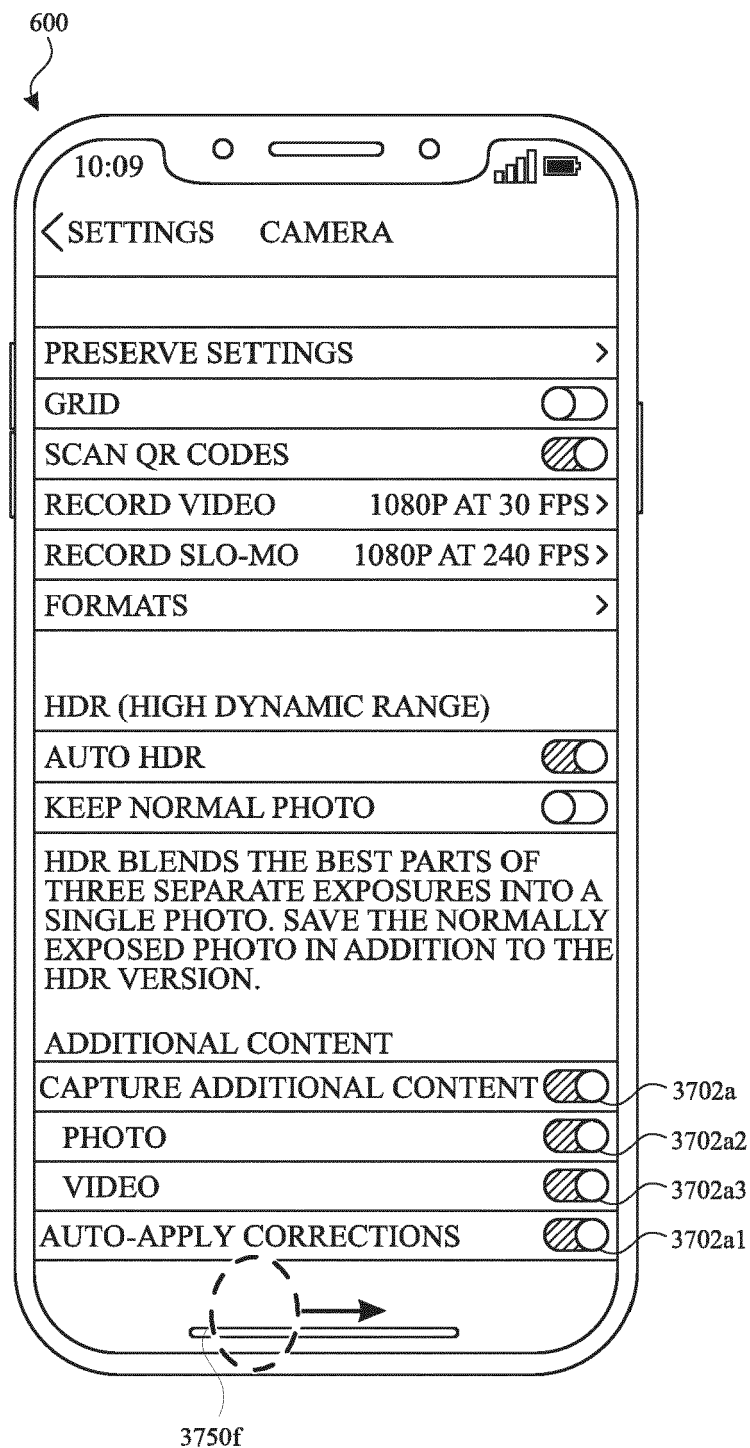 600
10:09
SETTINGS CAMERA
PRESERVE SETTINGS
GRID
SCAN QR CODES
RECORD VIDEO 1080P AT 30 FPS
RECORD SLO-MO 1080P AT 240 FPS
FORMATS
HDR (HIGH DYNAMIC RANGE)
AUTO HDR
KEEP NORMAL PHOTO
HDR BLENDS THE BEST PARTS OF
THREE SEPARATE EXPOSURES INTO A
SINGLE PHOTO. SAVE THE NORMALLY
EXPOSED PHOTO IN ADDITION TO THE
HDR VERSION.
ADDITIONAL CONTENT
CAPTURE ADDITIONAL CONTENT 3702a
PHOTO 3702a2
VIDEO 3702a3
AUTO-APPLY CORRECTIONS 3702a1
3750f